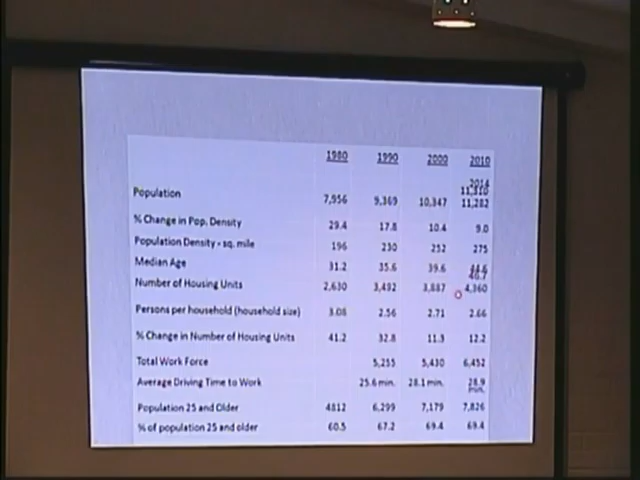 1980 1990 2000 2010
2014
11,310
Population 7,956 9,369 10,347 11,282
% Change in Pop. Density 29.4 17.8 10.4 9.0
Population Density - sq. mile 196 230 252 275
Median Age 31.2 35.6 39.6
Number of Housing Units 2,630 3,492 3,887 4,360
Persons per household (household size) 3.08 2.56 2.71 2.66
% Change in Number of Housing Units 41.2 32.8 11.3 12.2
Total Work Force 5,255 5,430 6,452
Average Driving Time to Work 25.6 min. 28.1 min. 28.9 min.
Population 25 and Older 4812 6,299 7,179 7,826
% of population 25 and older 60.5 67.2 69.4 69.4